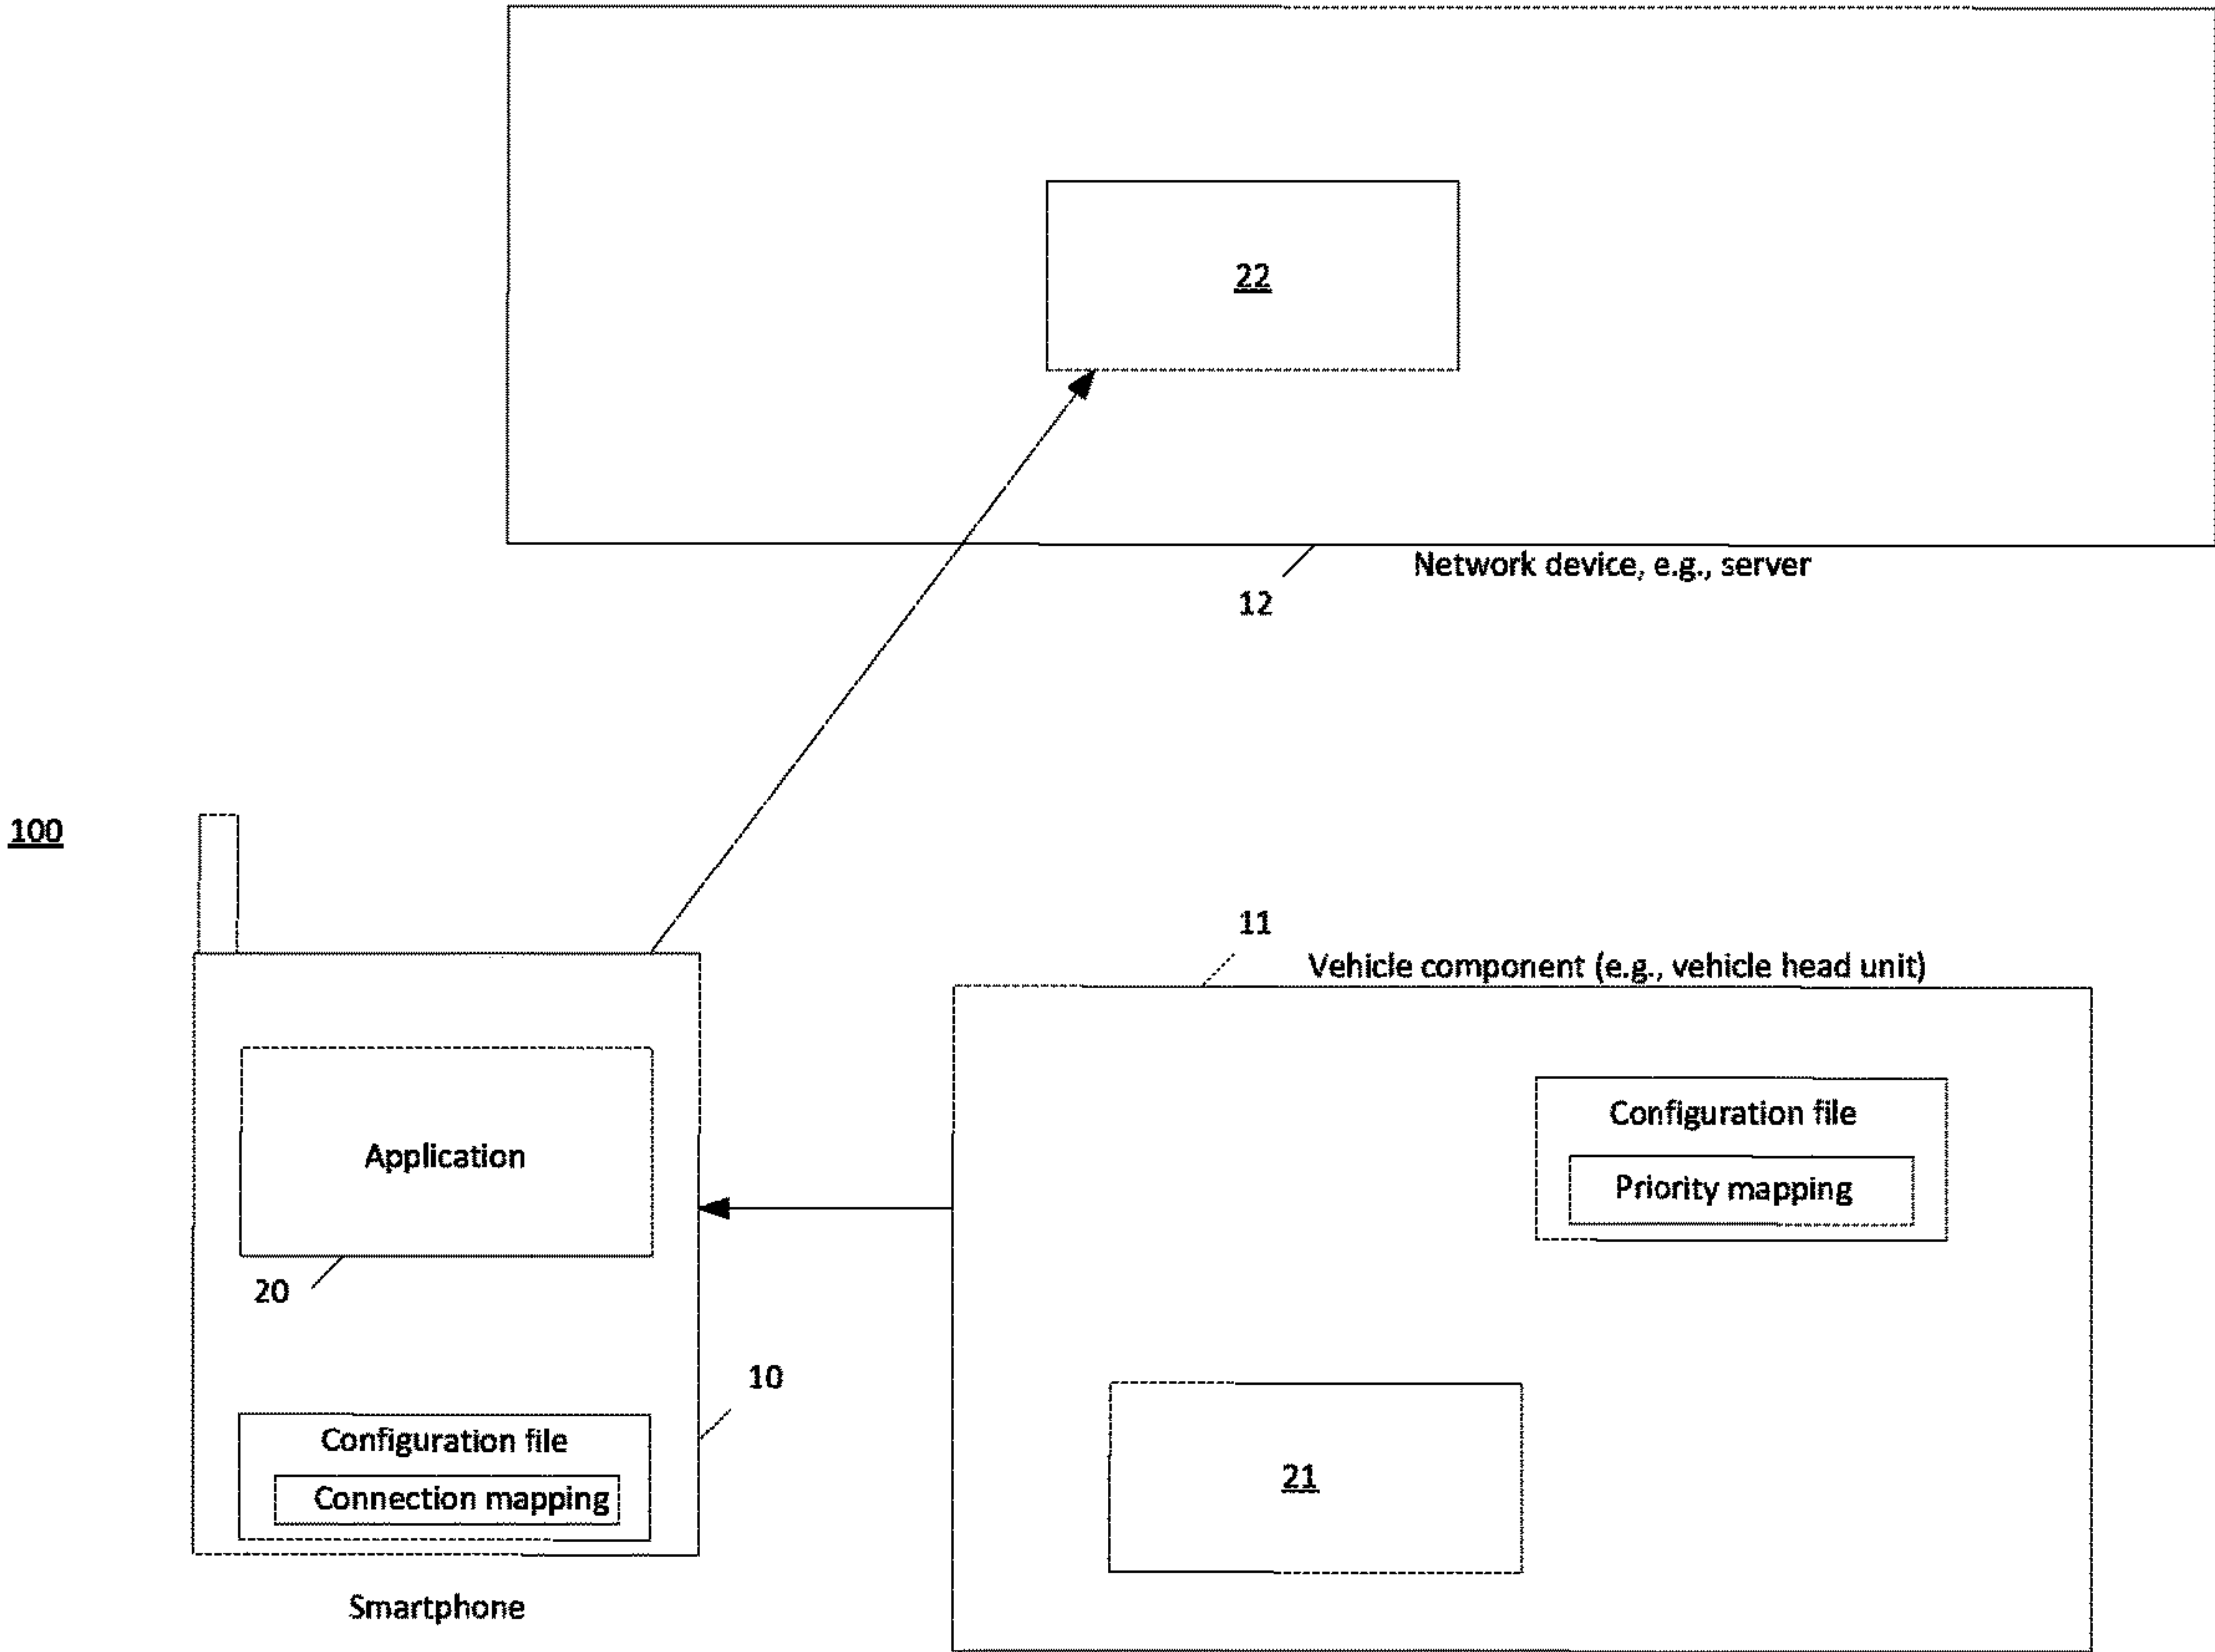 22
Network device, e.g., server
12
100
11
Vehicle component (e.g., vehicle head unit)
Configuration file
Priority mapping
Application
20
10
Configuration file
Connection mapping
21
Smartphone